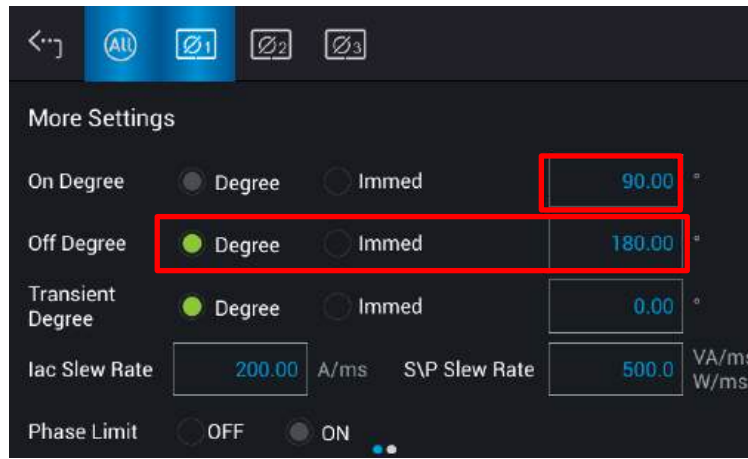 All Ø1 Ø2 Ø3
More Settings
On Degree Degree Immed 90.00 °
Off Degree Degree Immed 180.00 °
Transient Degree Degree Immed 0.00 °
Iac Slew Rate 200.00 A/ms S\P Slew Rate 500.0 VA/ms W/ms
Phase Limit OFF ON